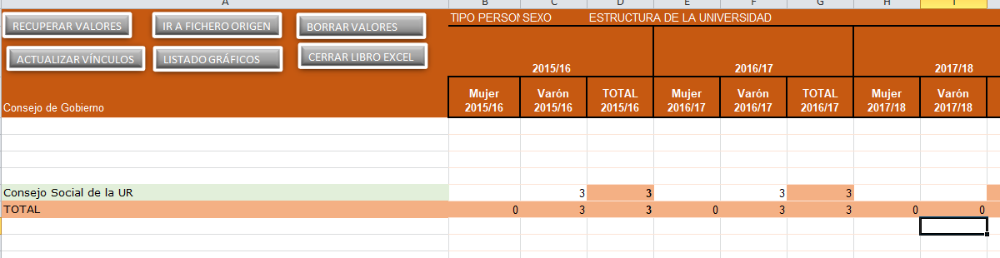 A B C D E F G H I
TIPO PERSON SEXO ESTRUCTURA DE LA UNIVERSIDAD
RECUPERAR VALORES IR A FICHERO ORIGEN BORRAR VALORES
ACTUALIZAR VÍNCULOS LISTADO GRÁFICOS CERRAR LIBRO EXCEL
2015/16 2016/17 2017/18
Mujer Varón TOTAL Mujer Varón TOTAL Mujer Varón
2015/16 2015/16 2015/16 2016/17 2016/17 2016/17 2017/18 2017/18
Consejo de Gobierno
Consejo Social de la UR 3 3 3 3
TOTAL 0 3 3 0 3 3 0 0